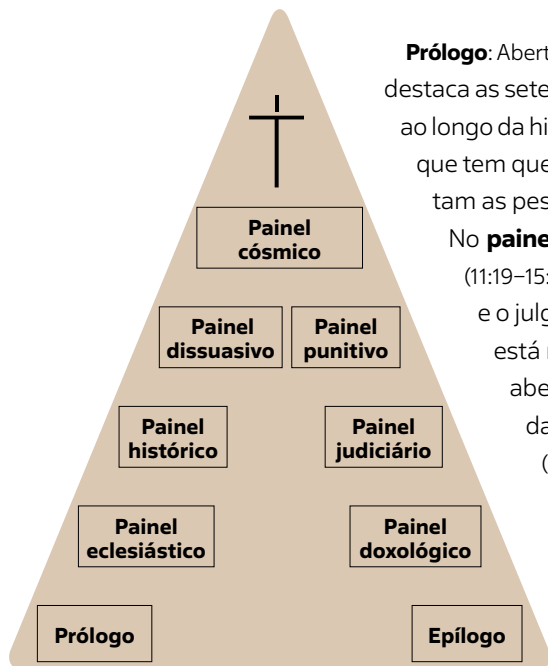 Painel
cósmico
Painel
dissuasivo
Painel
punitivo
Painel
histórico
Painel
judiciário
Painel
eclesiástico
Painel
doxológico
Prólogo
Epílogo
Prólogo: Abert
destaca as sete
ao longo da hi
que tem que
tam as pes
No paine
(11:19–15:
e o julg
está
abe
da
(